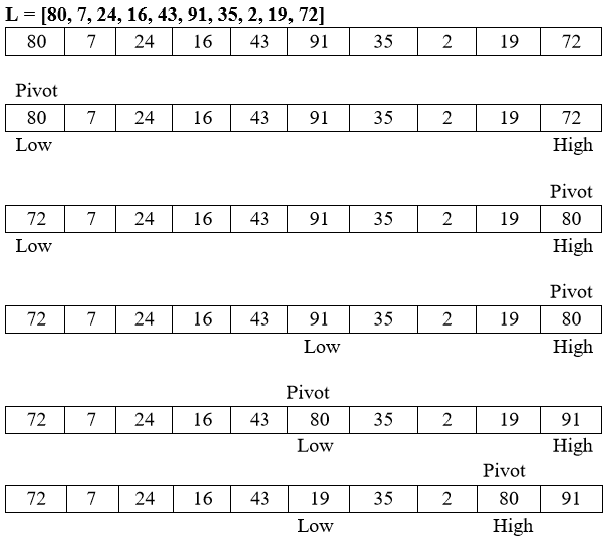 L = [80, 7, 24, 16, 43, 91, 35, 2, 19, 72]
80 7 24 16 43 91 35 2 19 72
Pivot
80 7 24 16 43 91 35 2 19 72
Low High
Pivot
72 7 24 16 43 91 35 2 19 80
Low High
Pivot
72 7 24 16 43 91 35 2 19 80
Low High
Pivot
72 7 24 16 43 80 35 2 19 91
Low High
Pivot
72 7 24 16 43 19 35 2 80 91
Low High